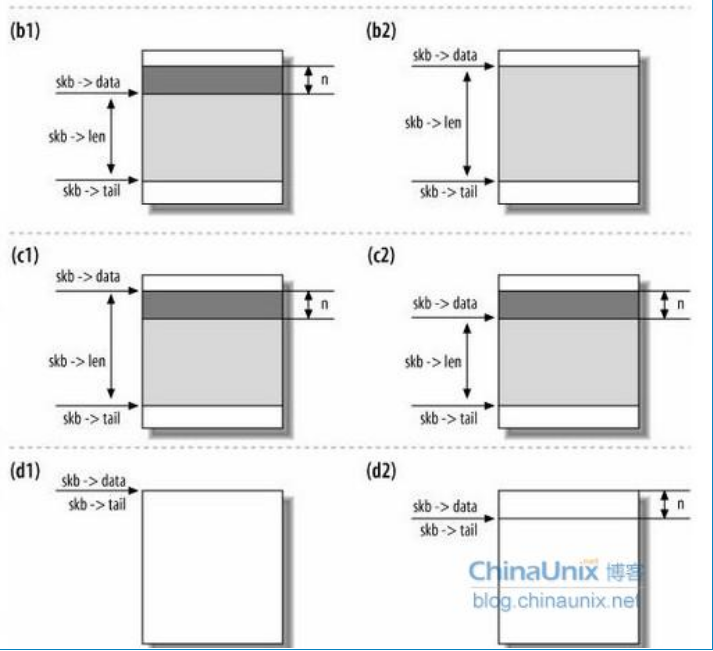 (b1)
skb -> data
n
skb -> len
skb -> tail
(b2)
skb -> data
skb -> len
skb -> tail
(c1)
skb -> data
n
skb -> len
skb -> tail
(c2)
skb -> data
n
skb -> len
skb -> tail
(d1)
skb -> data
skb -> tail
(d2)
skb -> data
n
skb -> tail
ChinaUnix.net 博客
blog.chinaunix.net